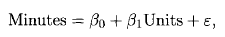 Minutes = β₀ + β₁Units + ε,